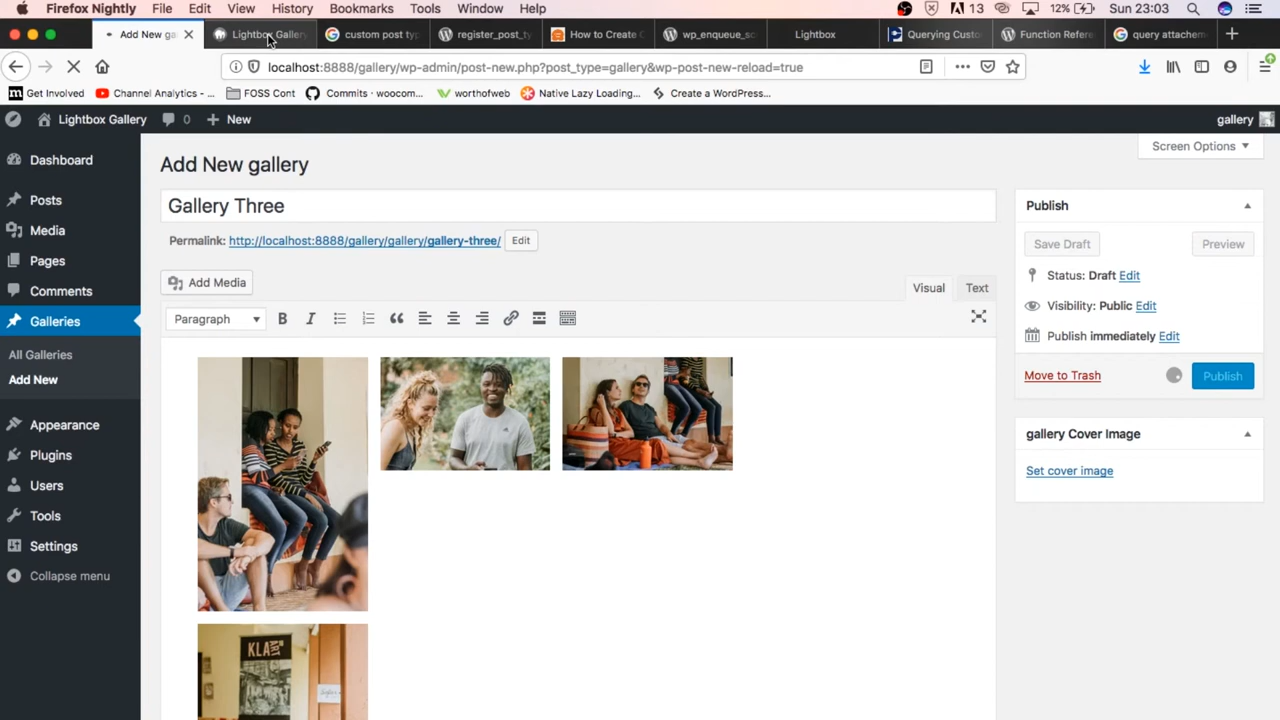 Firefox Nightly File Edit View History Bookmarks Tools Window Help 13 12% Sun 23:03
Add New ga Lightbox Gallery custom post typ register_post_ty How to Create C wp_enqueue_sc Lightbox Querying Custo Function Refere query attacheme
localhost:8888/gallery/wp-admin/post-new.php?post_type=gallery&wp-post-new-reload=true
Get Involved Channel Analytics - ... FOSS Cont Commits · woocom... worthofweb Native Lazy Loading... Create a WordPress...
Lightbox Gallery 0 New gallery
Screen Options
Dashboard
Posts
Media
Pages
Comments
Galleries
All Galleries
Add New
Appearance
Plugins
Users
Tools
Settings
Collapse menu
Add New gallery
Gallery Three
Permalink: http://localhost:8888/gallery/gallery/gallery-three/ Edit
Add Media
Visual Text
Paragraph
KLA
ART
Publish
Save Draft Preview
Status: Draft Edit
Visibility: Public Edit
Publish immediately Edit
Move to Trash Publish
gallery Cover Image
Set cover image